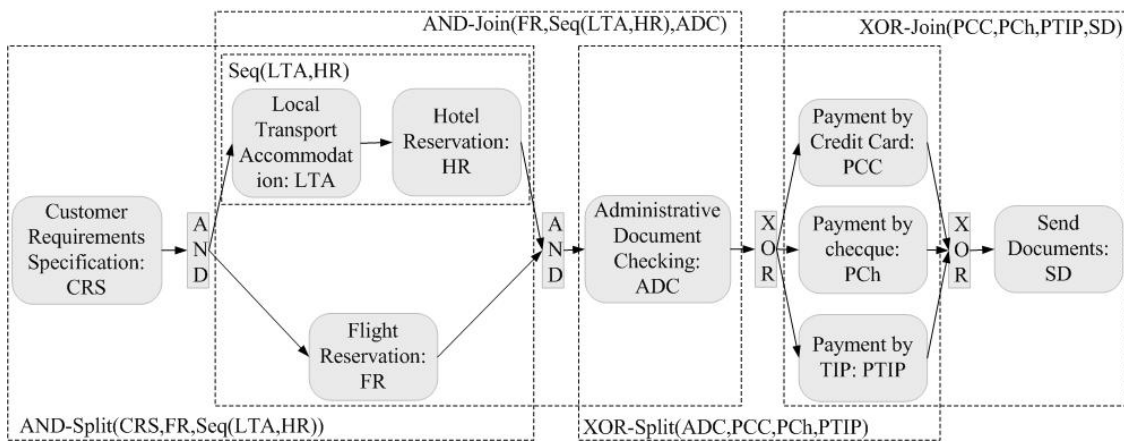 AND-Join(FR,Seq(LTA,HR),ADC)
XOR-Join(PCC,PCh,PTIP,SD)
Seq(LTA,HR)
Local
Transport
Accommodat
ion: LTA
Hotel
Reservation:
HR
Payment by
Credit Card:
PCC
Customer
Requirements
Specification:
CRS
A
N
D
A
N
D
Administrative
Document
Checking:
ADC
X
O
R
Payment by
checque:
PCh
X
O
R
Send
Documents:
SD
Flight
Reservation:
FR
Payment by
TIP: PTIP
AND-Split(CRS,FR,Seq(LTA,HR))
XOR-Split(ADC,PCC,PCh,PTIP)